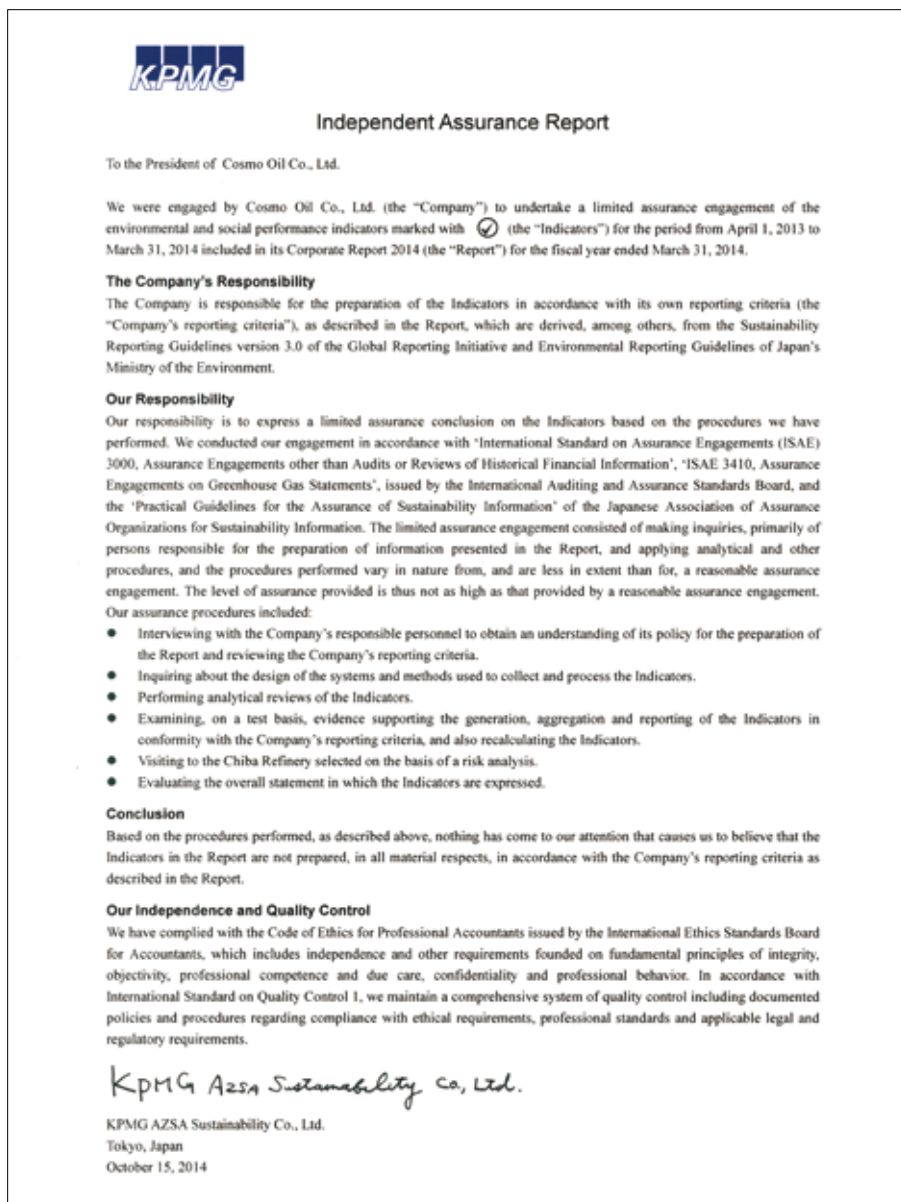 KPMG
Independent Assurance Report
To the President of Cosmo Oil Co., Ltd.
We were engaged by Cosmo Oil Co., Ltd. (the “Company”) to undertake a limited assurance engagement of the
environmental and social performance indicators marked with (the “Indicators”) for the period from April 1, 2013 to
March 31, 2014 included in its Corporate Report 2014 (the “Report”) for the fiscal year ended March 31, 2014.
The Company's Responsibility
The Company is responsible for the preparation of the Indicators in accordance with its own reporting criteria (the
“Company's reporting criteria”), as described in the Report, which are derived, among others, from the Sustainability
Reporting Guidelines version 3.0 of the Global Reporting Initiative and Environmental Reporting Guidelines of Japan's
Ministry of the Environment.
Our Responsibility
Our responsibility is to express a limited assurance conclusion on the Indicators based on the procedures we have
performed. We conducted our engagement in accordance with ‘International Standard on Assurance Engagements (ISAE)
3000, Assurance Engagements other than Audits or Reviews of Historical Financial Information’, ‘ISAE 3410, Assurance
Engagements on Greenhouse Gas Statements’, issued by the International Auditing and Assurance Standards Board, and
the ‘Practical Guidelines for the Assurance of Sustainability Information’ of the Japanese Association of Assurance
Organizations for Sustainability Information. The limited assurance engagement consisted of making inquiries, primarily of
persons responsible for the preparation of information presented in the Report, and applying analytical and other
procedures, and the procedures performed vary in nature from, and are less in extent than for, a reasonable assurance
engagement. The level of assurance provided is thus not as high as that provided by a reasonable assurance engagement.
Our assurance procedures included:
● Interviewing with the Company's responsible personnel to obtain an understanding of its policy for the preparation of
the Report and reviewing the Company's reporting criteria.
● Inquiring about the design of the systems and methods used to collect and process the Indicators.
● Performing analytical reviews of the Indicators.
● Examining, on a test basis, evidence supporting the generation, aggregation and reporting of the Indicators in
conformity with the Company's reporting criteria, and also recalculating the Indicators.
● Visiting to the Chiba Refinery selected on the basis of a risk analysis.
● Evaluating the overall statement in which the Indicators are expressed.
Conclusion
Based on the procedures performed, as described above, nothing has come to our attention that causes us to believe that the
Indicators in the Report are not prepared, in all material respects, in accordance with the Company's reporting criteria as
described in the Report.
Our Independence and Quality Control
We have complied with the Code of Ethics for Professional Accountants issued by the International Ethics Standards Board
for Accountants, which includes independence and other requirements founded on fundamental principles of integrity,
objectivity, professional competence and due care, confidentiality and professional behavior. In accordance with
International Standard on Quality Control 1, we maintain a comprehensive system of quality control including documented
policies and procedures regarding compliance with ethical requirements, professional standards and applicable legal and
regulatory requirements.
KPMG AZSA Sustainability Co., Ltd.
KPMG AZSA Sustainability Co., Ltd.
Tokyo, Japan
October 15, 2014